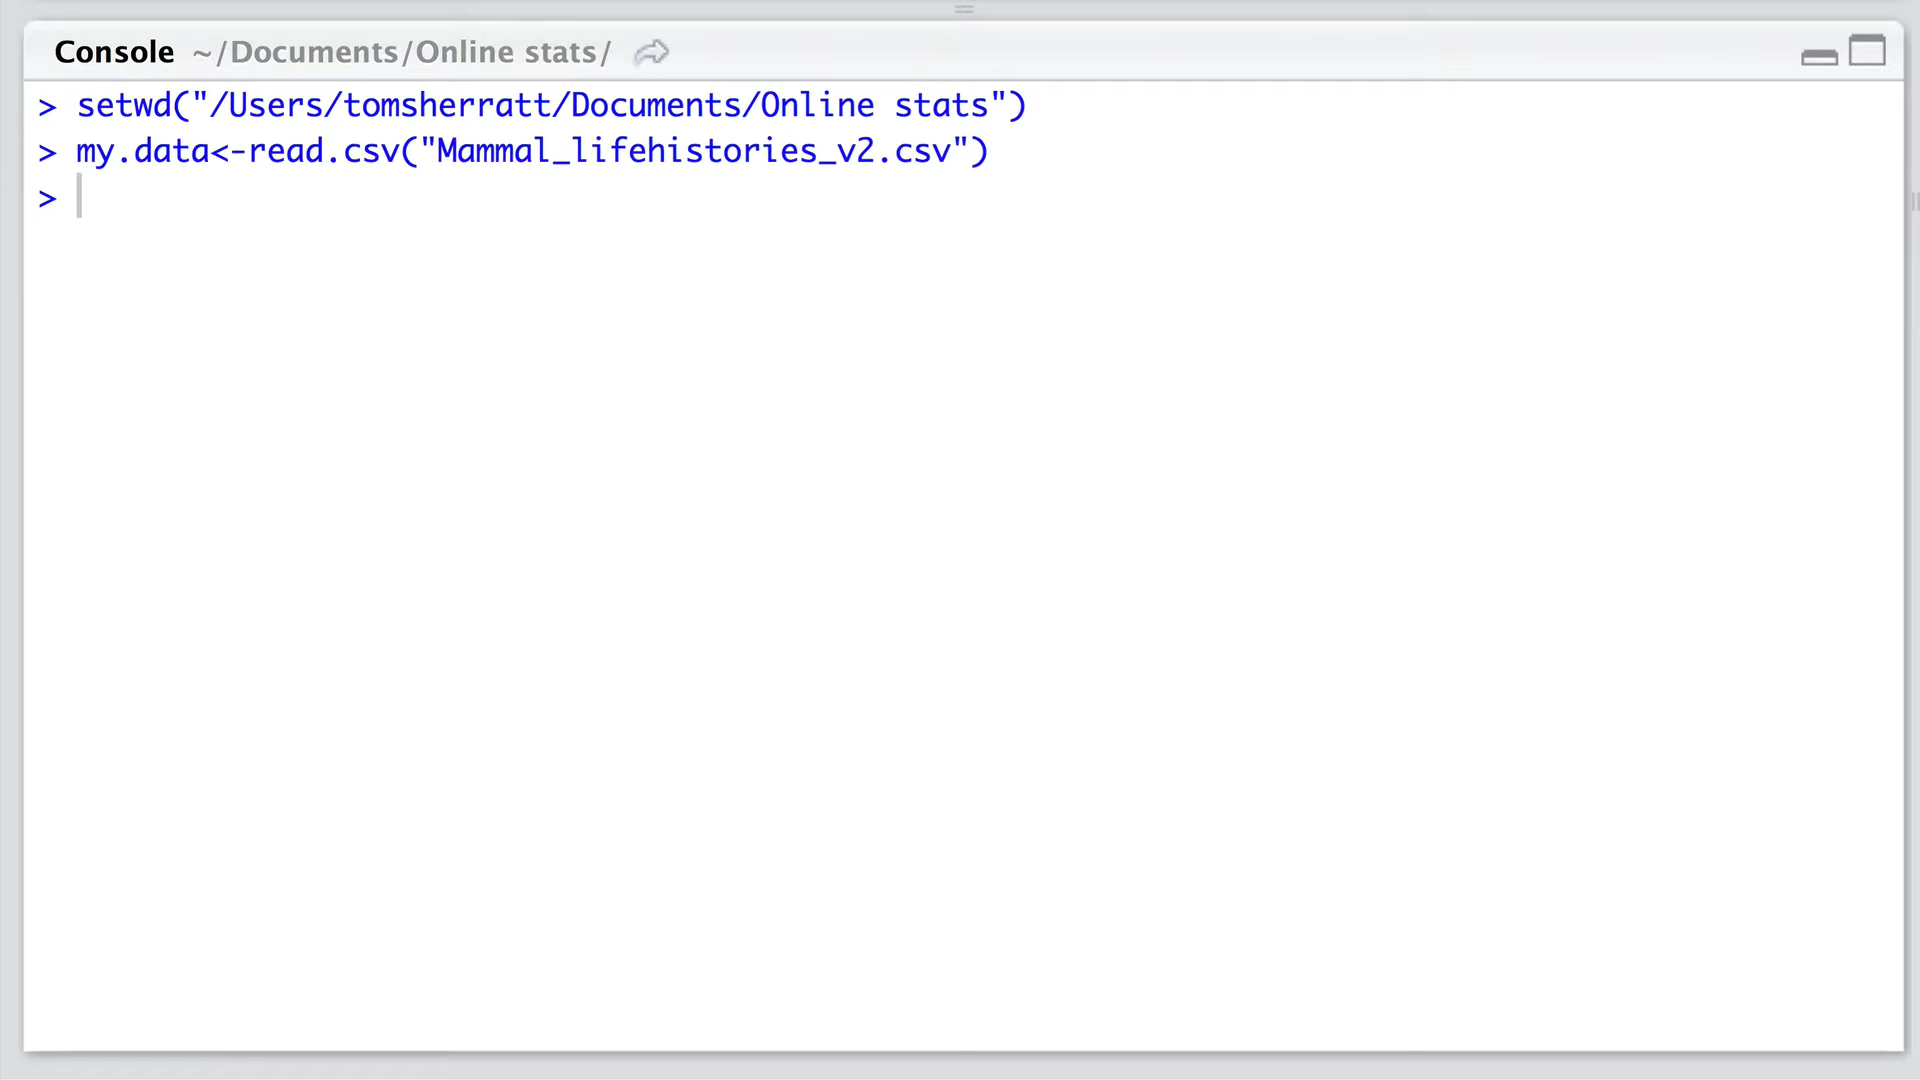 Console ~/Documents/Online stats/
> setwd("/Users/tomsherratt/Documents/Online stats")
> my.data<-read.csv("Mammal_lifehistories_v2.csv")
>